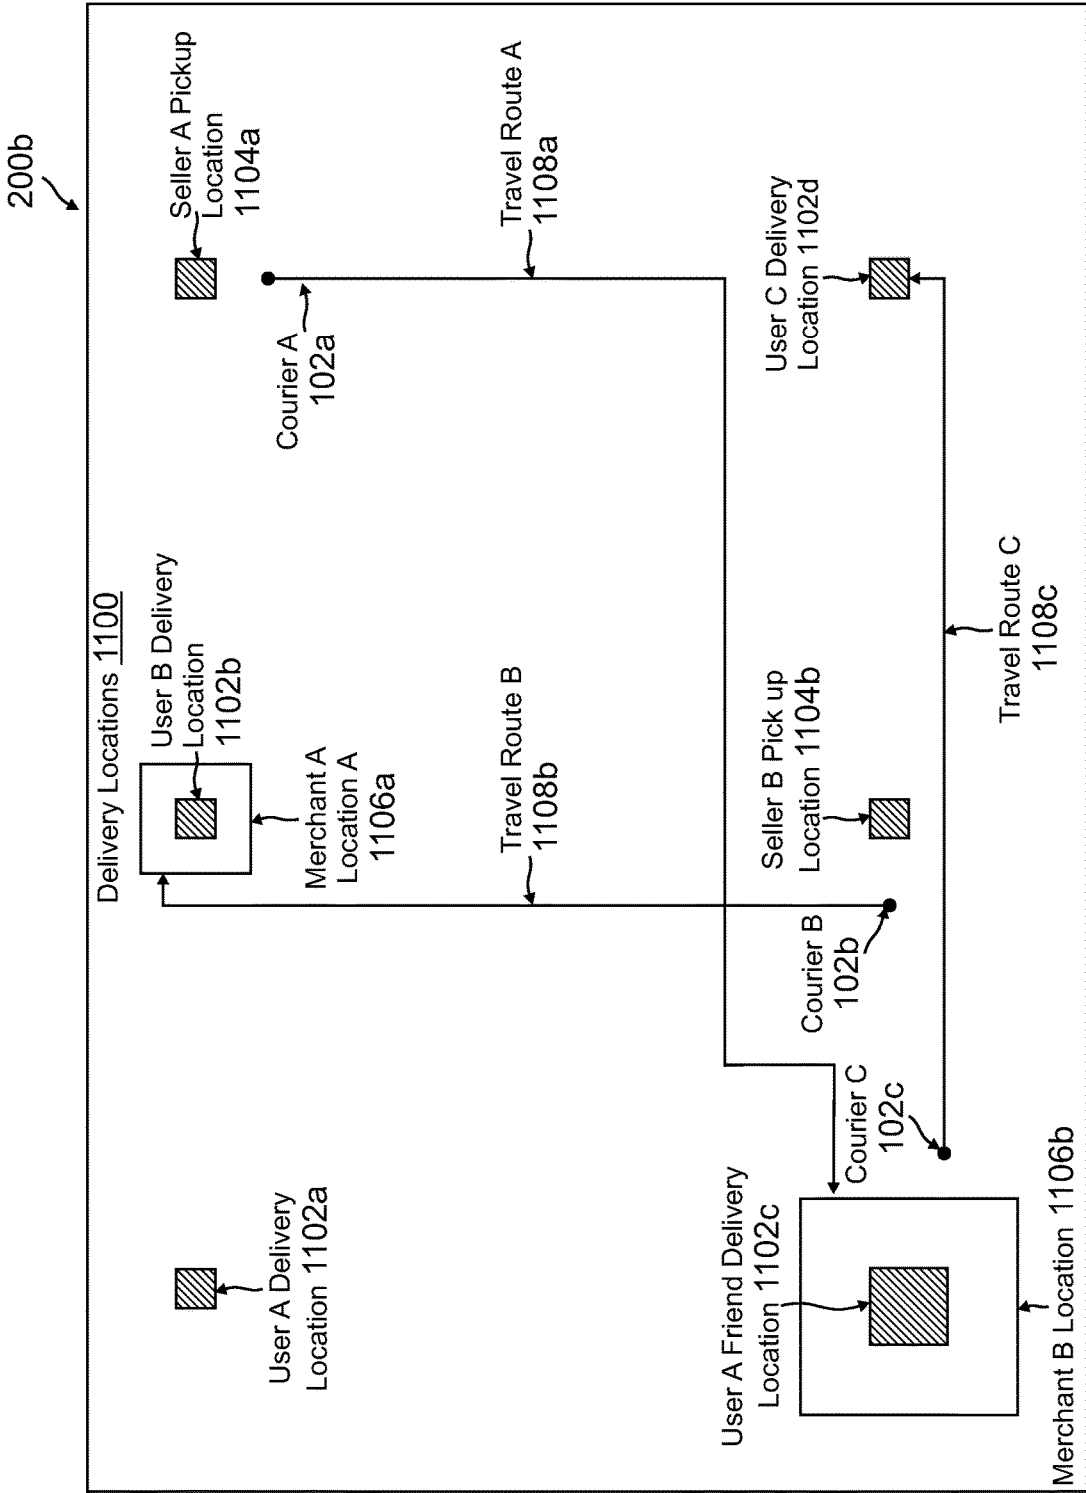 200b
Delivery Locations 1100
User A Delivery
Location 1102a
User B Delivery
Location
1102b
Seller A Pickup
Location
1104a
Merchant A
Location A
1106a
Courier A
102a
Travel Route B
1108b
Travel Route A
1108a
User A Friend Delivery
Location 1102c
Courier C
102c
Courier B
102b
Seller B Pick up
Location 1104b
User C Delivery
Location 1102d
Merchant B Location 1106b
Travel Route C
1108c